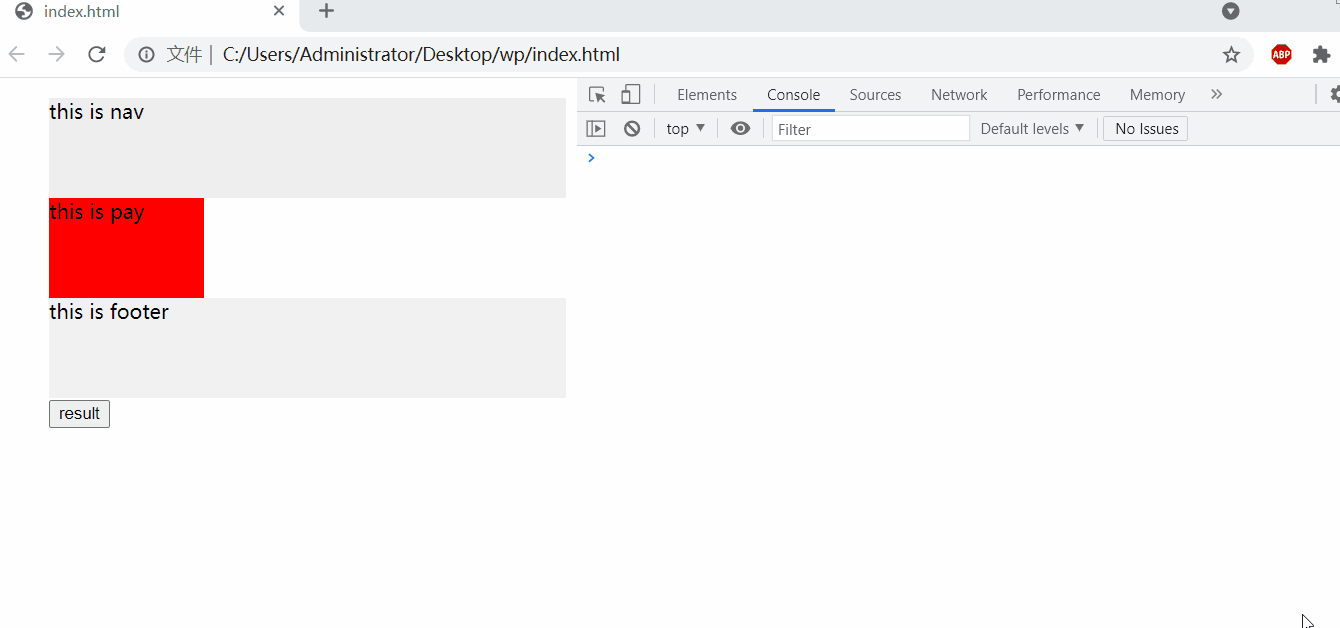 index.html
文件 | C:/Users/Administrator/Desktop/wp/index.html
ABP
this is nav
this is pay
this is footer
result
Elements Console Sources Network Performance Memory »
top ▼ Filter Default levels ▼ No Issues
>